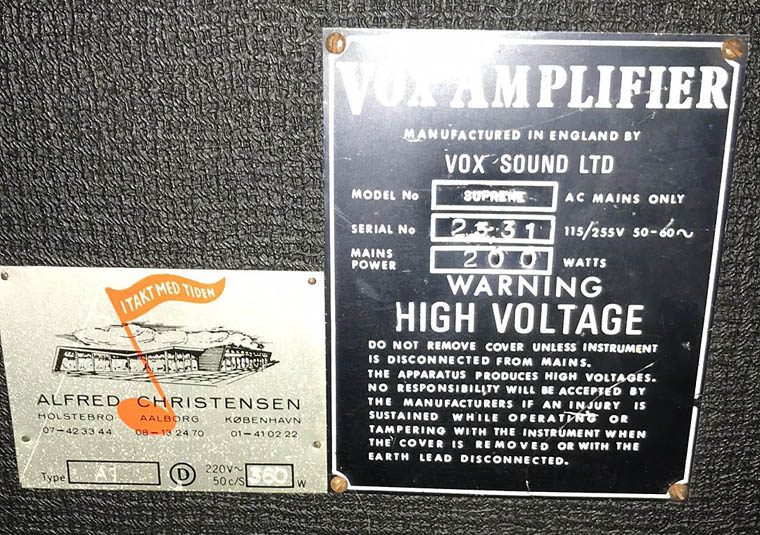 VOX AMPLIFIER
MANUFACTURED IN ENGLAND BY
VOX SOUND LTD
MODEL No SUPREME AC MAINS ONLY
SERIAL No 2531 115/255V 50-60~
MAINS POWER 200 WATTS
WARNING
HIGH VOLTAGE
DO NOT REMOVE COVER UNLESS INSTRUMENT
IS DISCONNECTED FROM MAINS.
THE APPARATUS PRODUCES HIGH VOLTAGES.
NO RESPONSIBILITY WILL BE ACCEPTED BY
THE MANUFACTURERS IF AN INJURY IS
SUSTAINED WHILE OPERATING OR
TAMPERING WITH THE INSTRUMENT WHEN
THE COVER IS REMOVED OR WITH THE
EARTH LEAD DISCONNECTED.
I TAKT MED TIDEN
ALFRED CHRISTENSEN
HOLSTEBRO AALBORG KØBENHAVN
07-42 33 44 08-13 24 70 01-41 02 22
Type D 220V~ 360 W
50 c/S